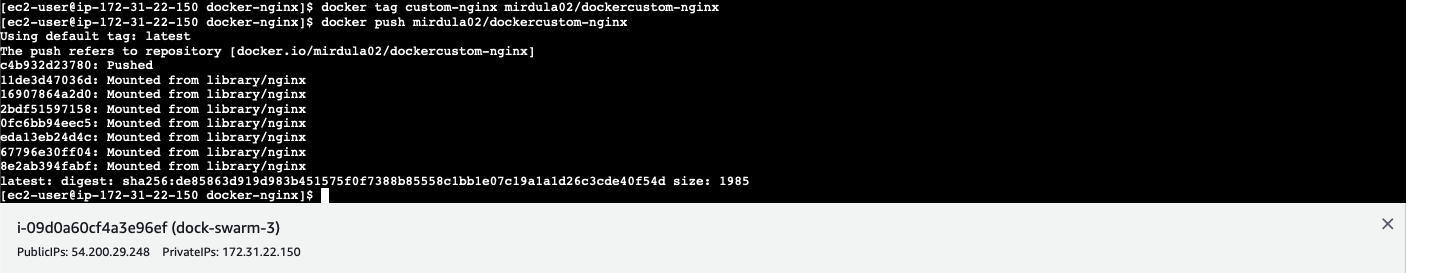 [ec2-user@ip-172-31-22-150 docker-nginx]$ docker tag custom-nginx mirdula02/dockercustom-nginx
[ec2-user@ip-172-31-22-150 docker-nginx]$ docker push mirdula02/dockercustom-nginx
Using default tag: latest
The push refers to repository [docker.io/mirdula02/dockercustom-nginx]
c4b932d23780: Pushed
11de3d47036d: Mounted from library/nginx
16907864a2d0: Mounted from library/nginx
2bdf51597158: Mounted from library/nginx
0fc6bb94eec5: Mounted from library/nginx
eda13eb24d4c: Mounted from library/nginx
67796e30ff04: Mounted from library/nginx
8e2ab394fabf: Mounted from library/nginx
latest: digest: sha256:de85863d919d983b451575f0f7388b85558c1bb1e07c19a1a1d26c3cde40f54d size: 1985
[ec2-user@ip-172-31-22-150 docker-nginx]$
i-09d0a60cf4a3e96ef (dock-swarm-3)
PublicIPs: 54.200.29.248 PrivateIPs: 172.31.22.150